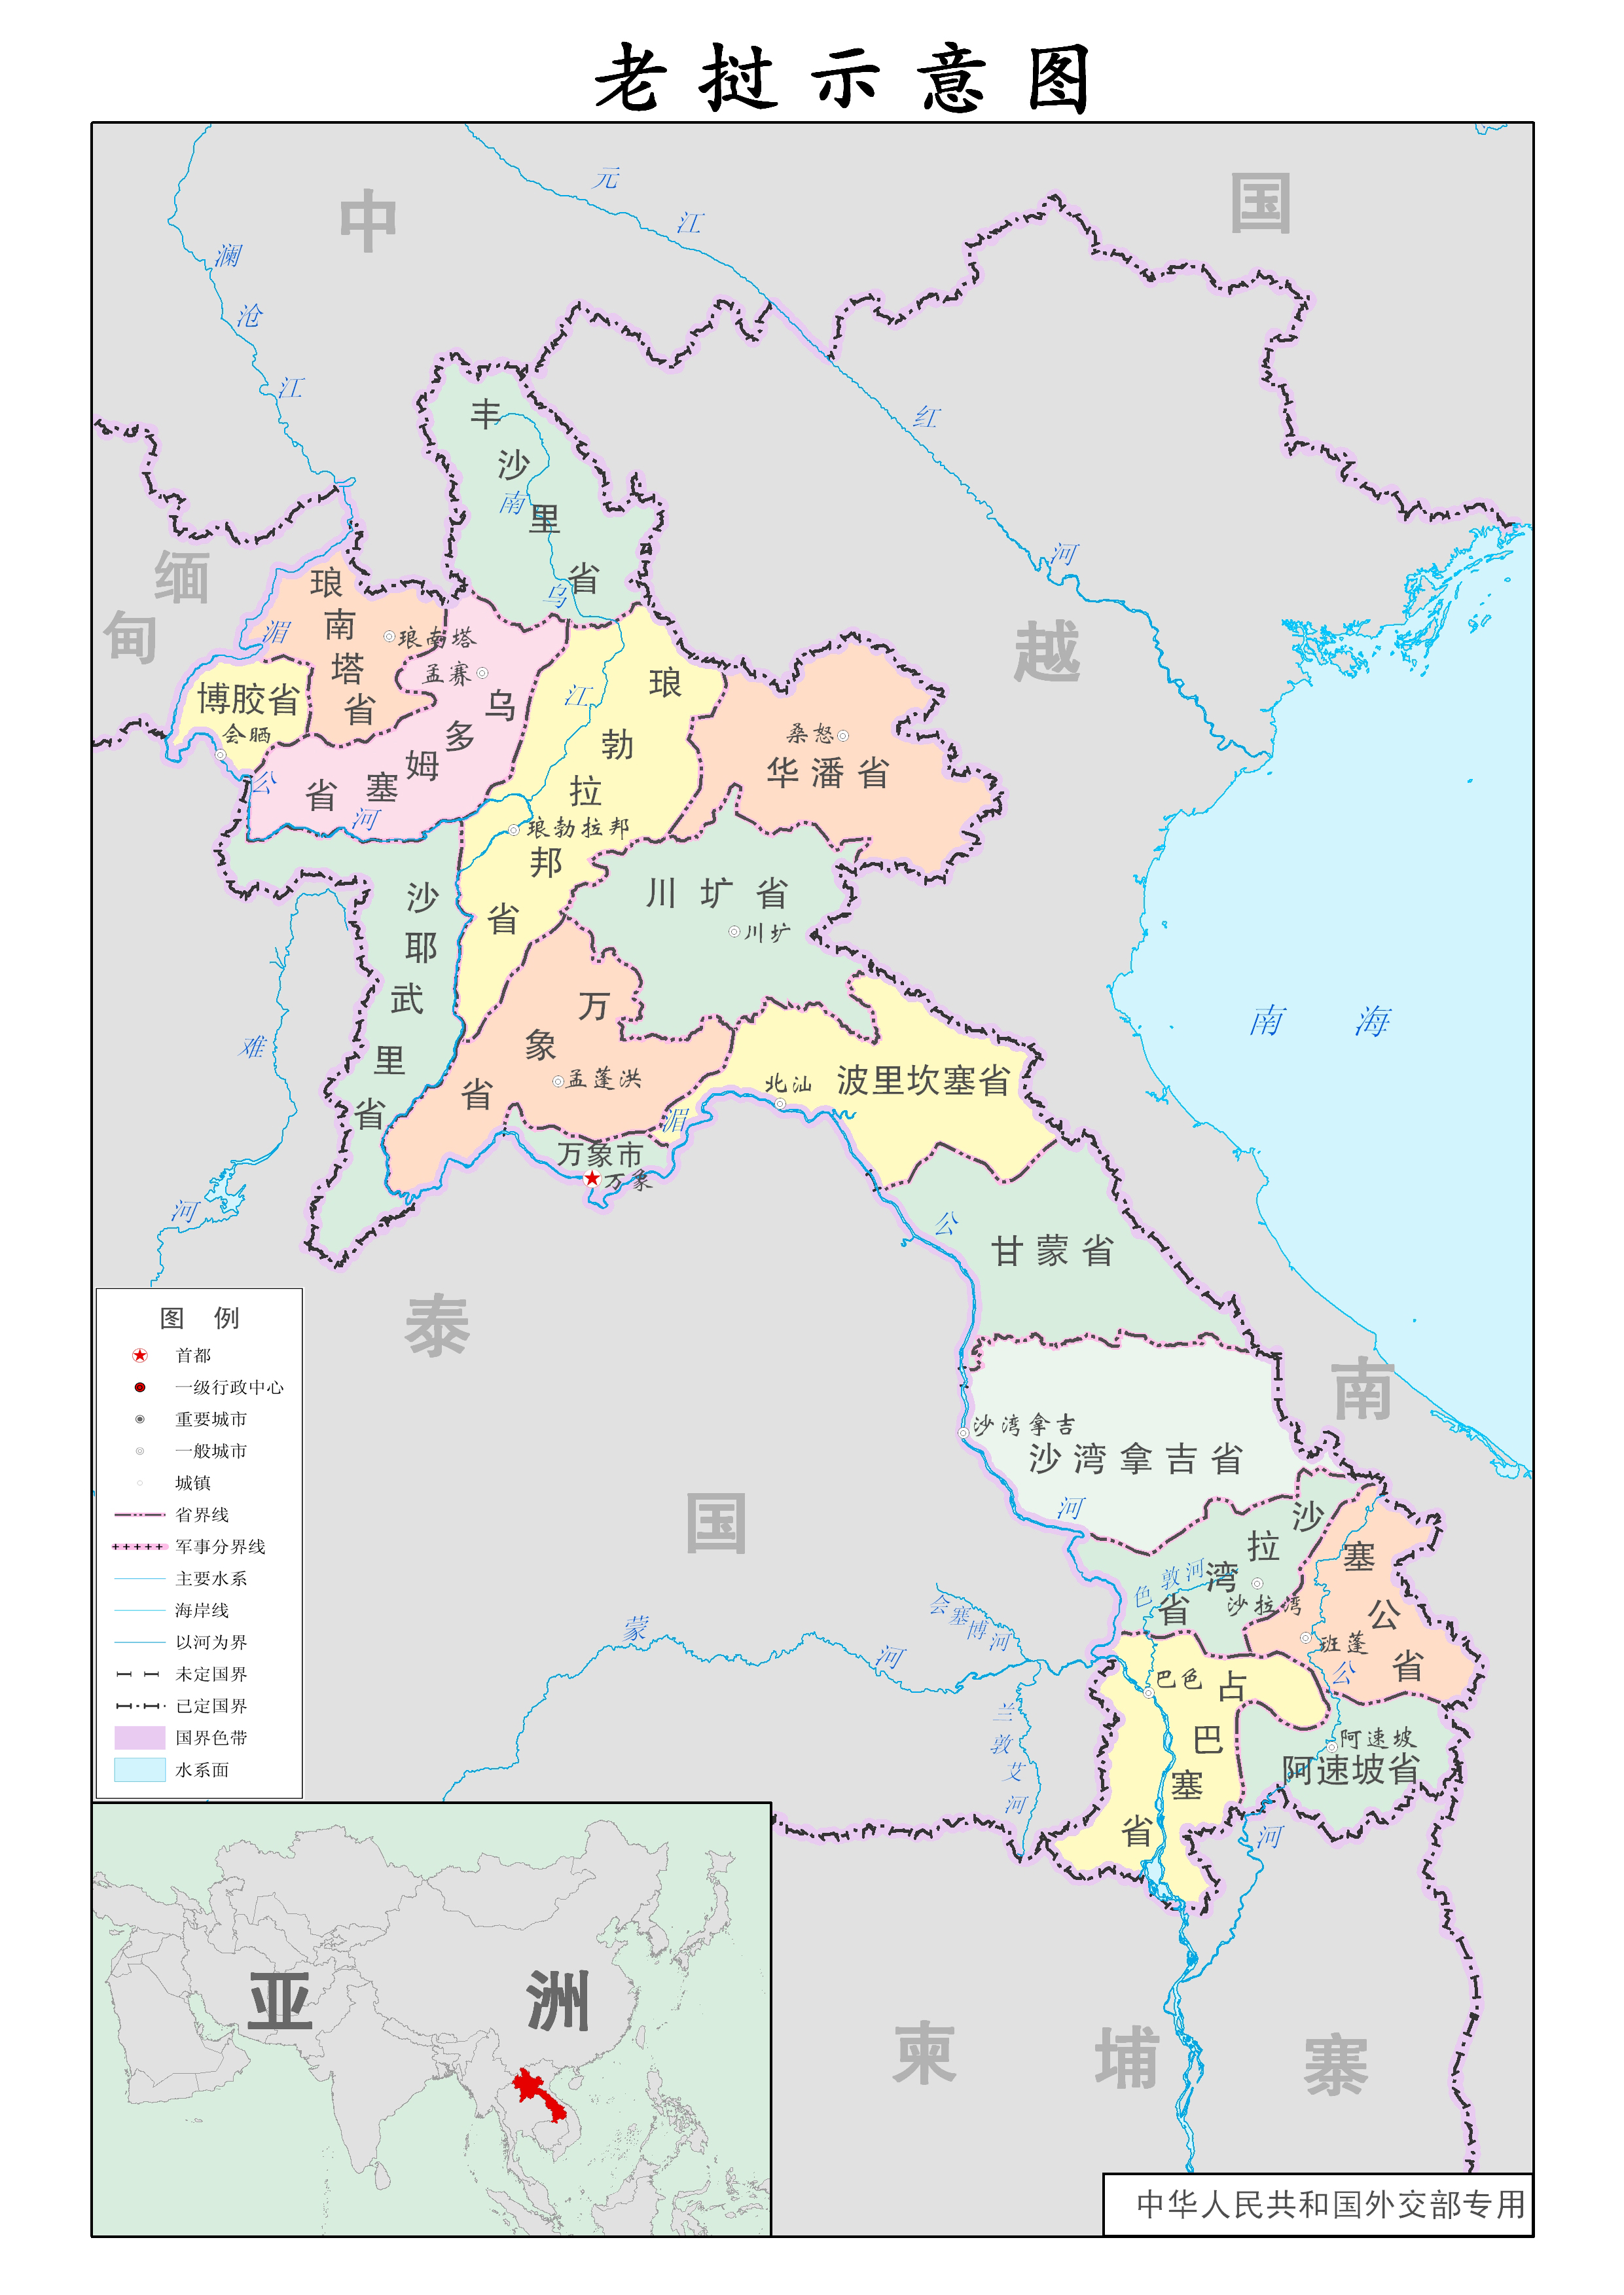 老挝示意图
中国
元江
澜沧江
红河
缅甸
越南
丰沙里省
南乌江
琅南塔省
琅南塔
湄公河
孟赛
乌多姆塞省
博胶省
会晒
琅勃拉邦省
琅勃拉邦
桑怒
华潘省
川圹省
川圹
沙耶武里省
万象省
孟蓬洪
万象市
万象
北汕
波里坎塞省
湄公河
难河
南海
甘蒙省
泰国
沙湾拿吉
沙湾拿吉省
沙拉湾省
沙拉湾
色敦河
塞公省
班蓬
公河
会塞博河
蒙河
兰敦艾河
巴色
占巴塞省
阿速坡
阿速坡省
柬埔寨
图例
首都
一级行政中心
重要城市
一般城市
城镇
省界线
军事分界线
主要水系
海岸线
以河为界
未定国界
已定国界
国界色带
水系面
亚洲
中华人民共和国外交部专用